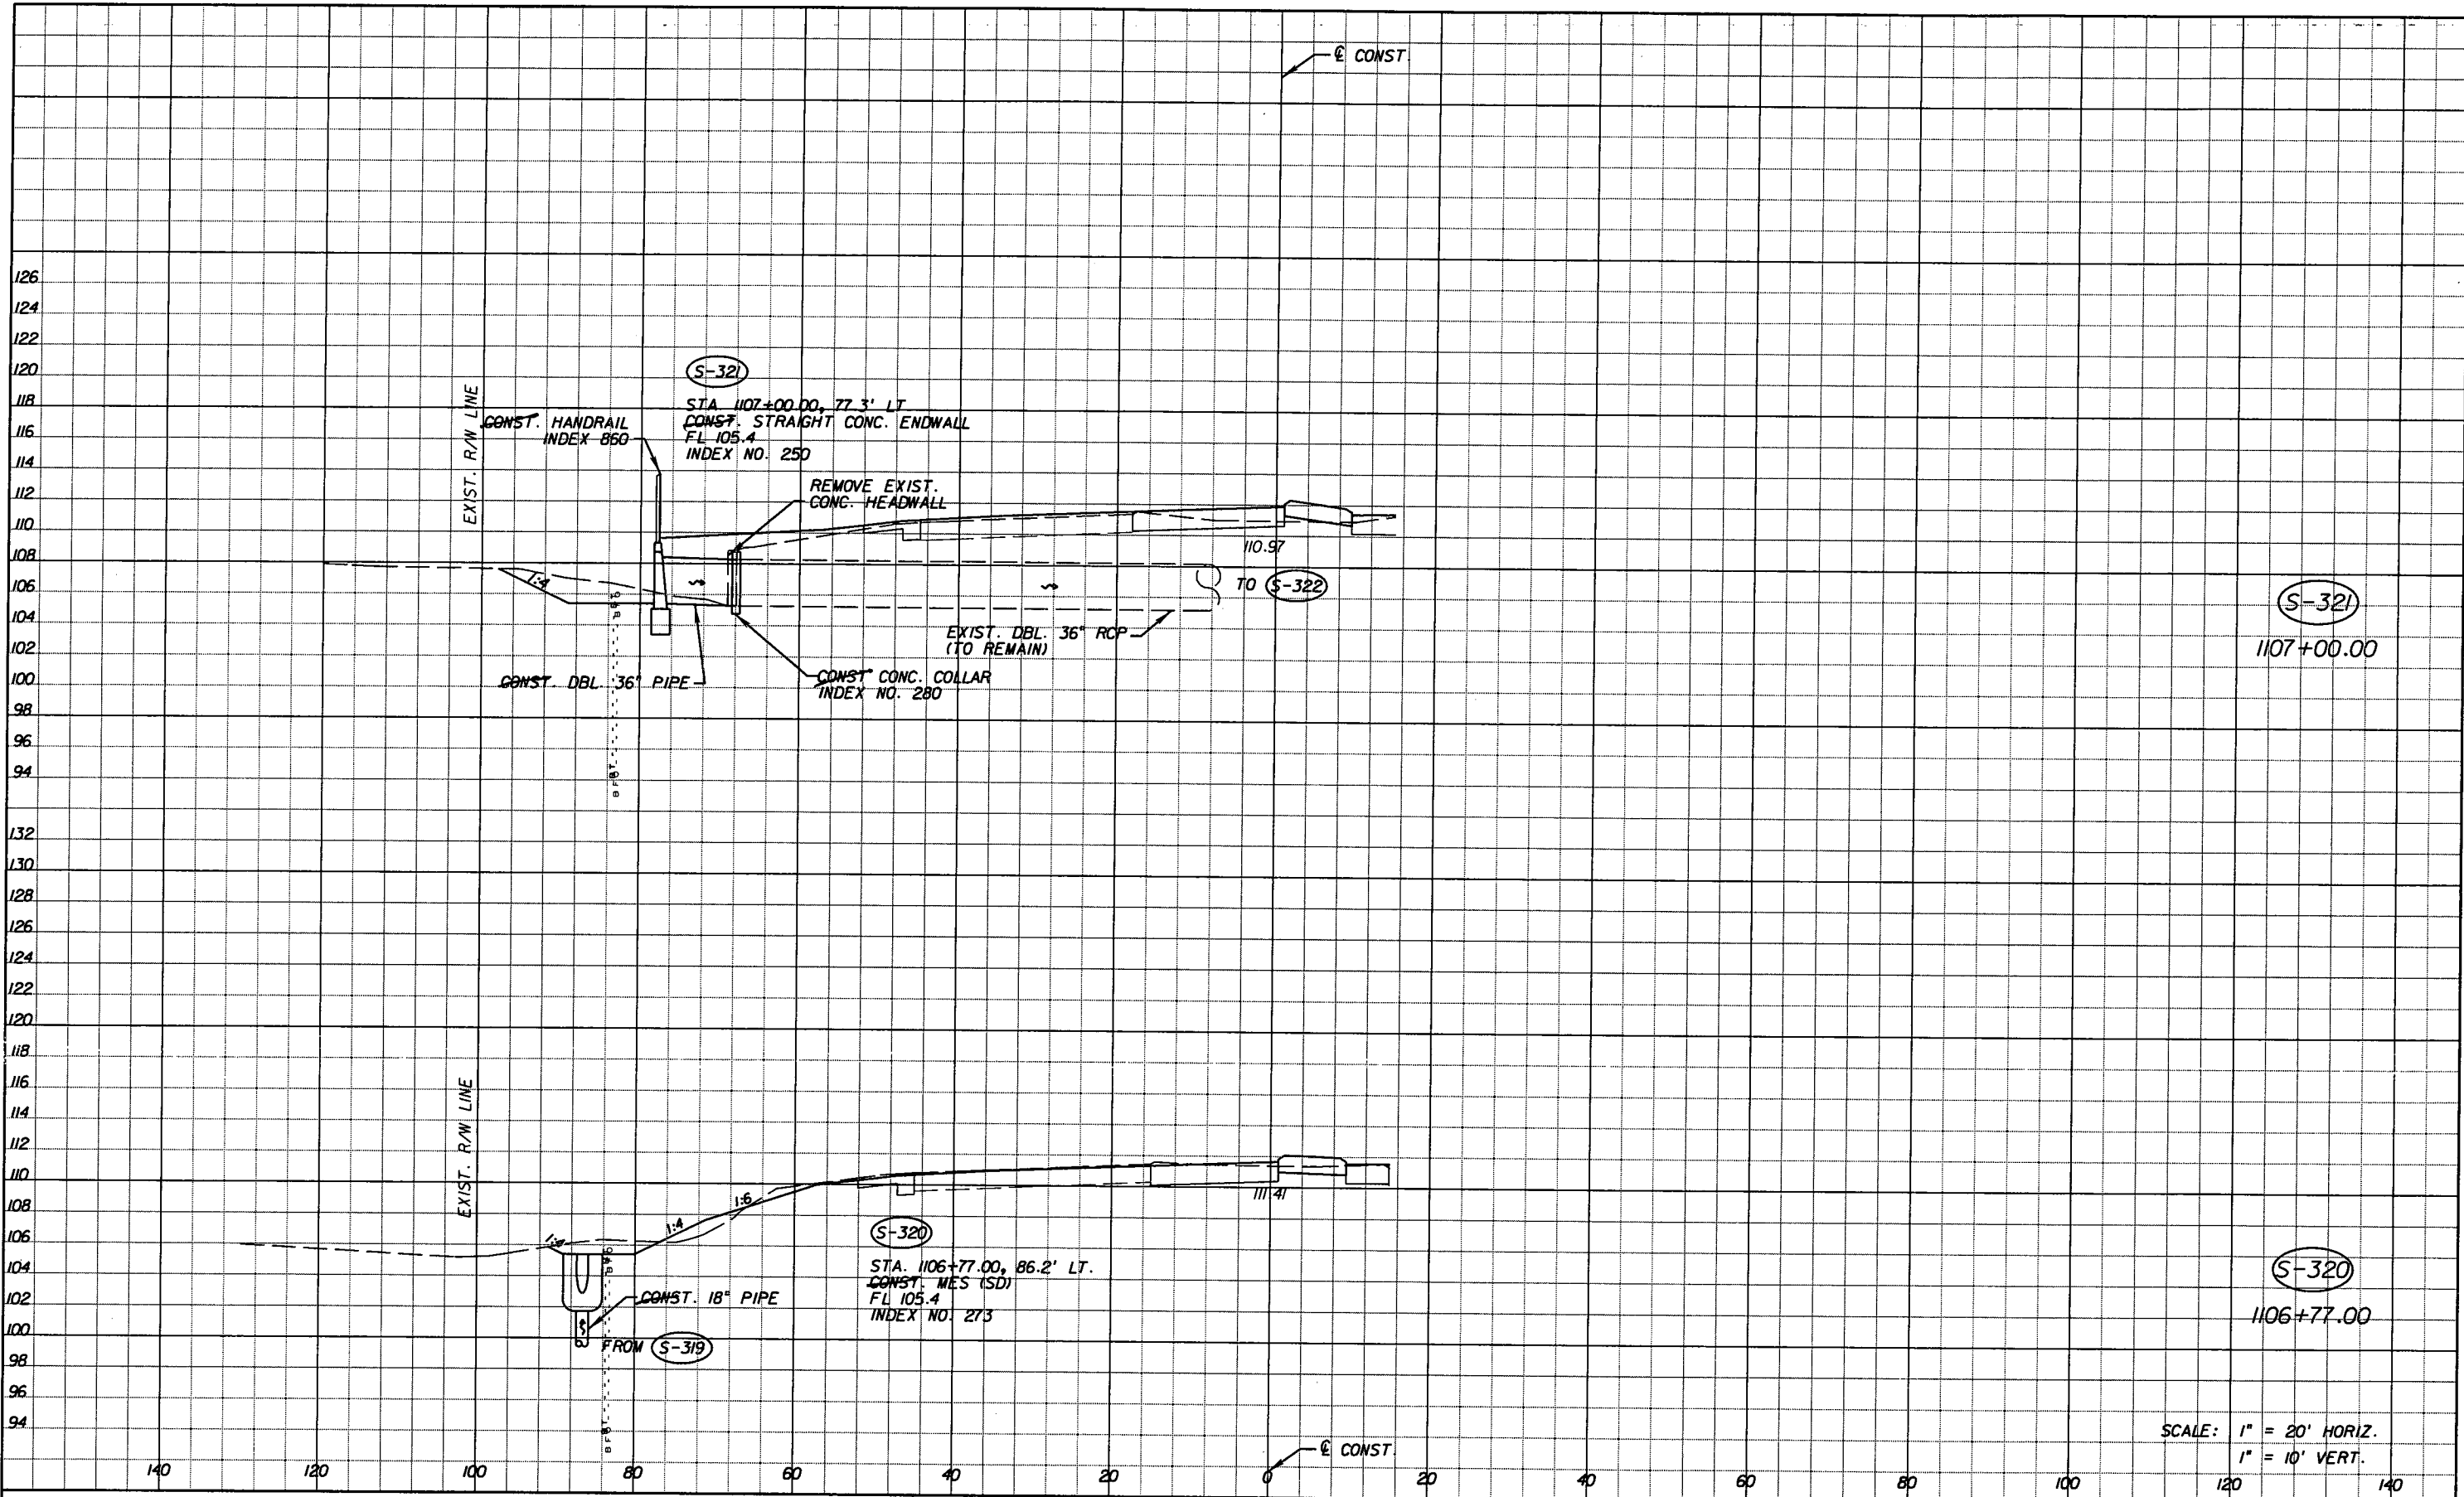 ℄ CONST.
126
124
122
120
118
116
114
112
110
108
106
104
102
100
98
96
94
EXIST. R/W LINE
CONST. HANDRAIL
INDEX 860
S-321
STA. 1107+00.00, 77.3' LT
CONST. STRAIGHT CONC. ENDWALL
FL 105.4
INDEX NO. 250
REMOVE EXIST.
CONC. HEADWALL
110.97
1:4
TO S-322
EXIST. DBL. 36" RCP
(TO REMAIN)
CONST. DBL. 36" PIPE
CONST CONC. COLLAR
INDEX NO. 280
S-321
1107+00.00
132
130
128
126
124
122
120
118
116
114
112
110
108
106
104
102
100
98
96
94
EXIST. R/W LINE
1:4
1:6
111.41
S-320
STA. 1106+77.00, 86.2' LT.
CONST. MES (SD)
FL 105.4
INDEX NO. 273
CONST. 18" PIPE
FROM S-319
S-320
1106+77.00
SCALE: 1" = 20' HORIZ.
1" = 10' VERT.
℄ CONST.
140 120 100 80 60 40 20 0 20 40 60 80 100 120 140